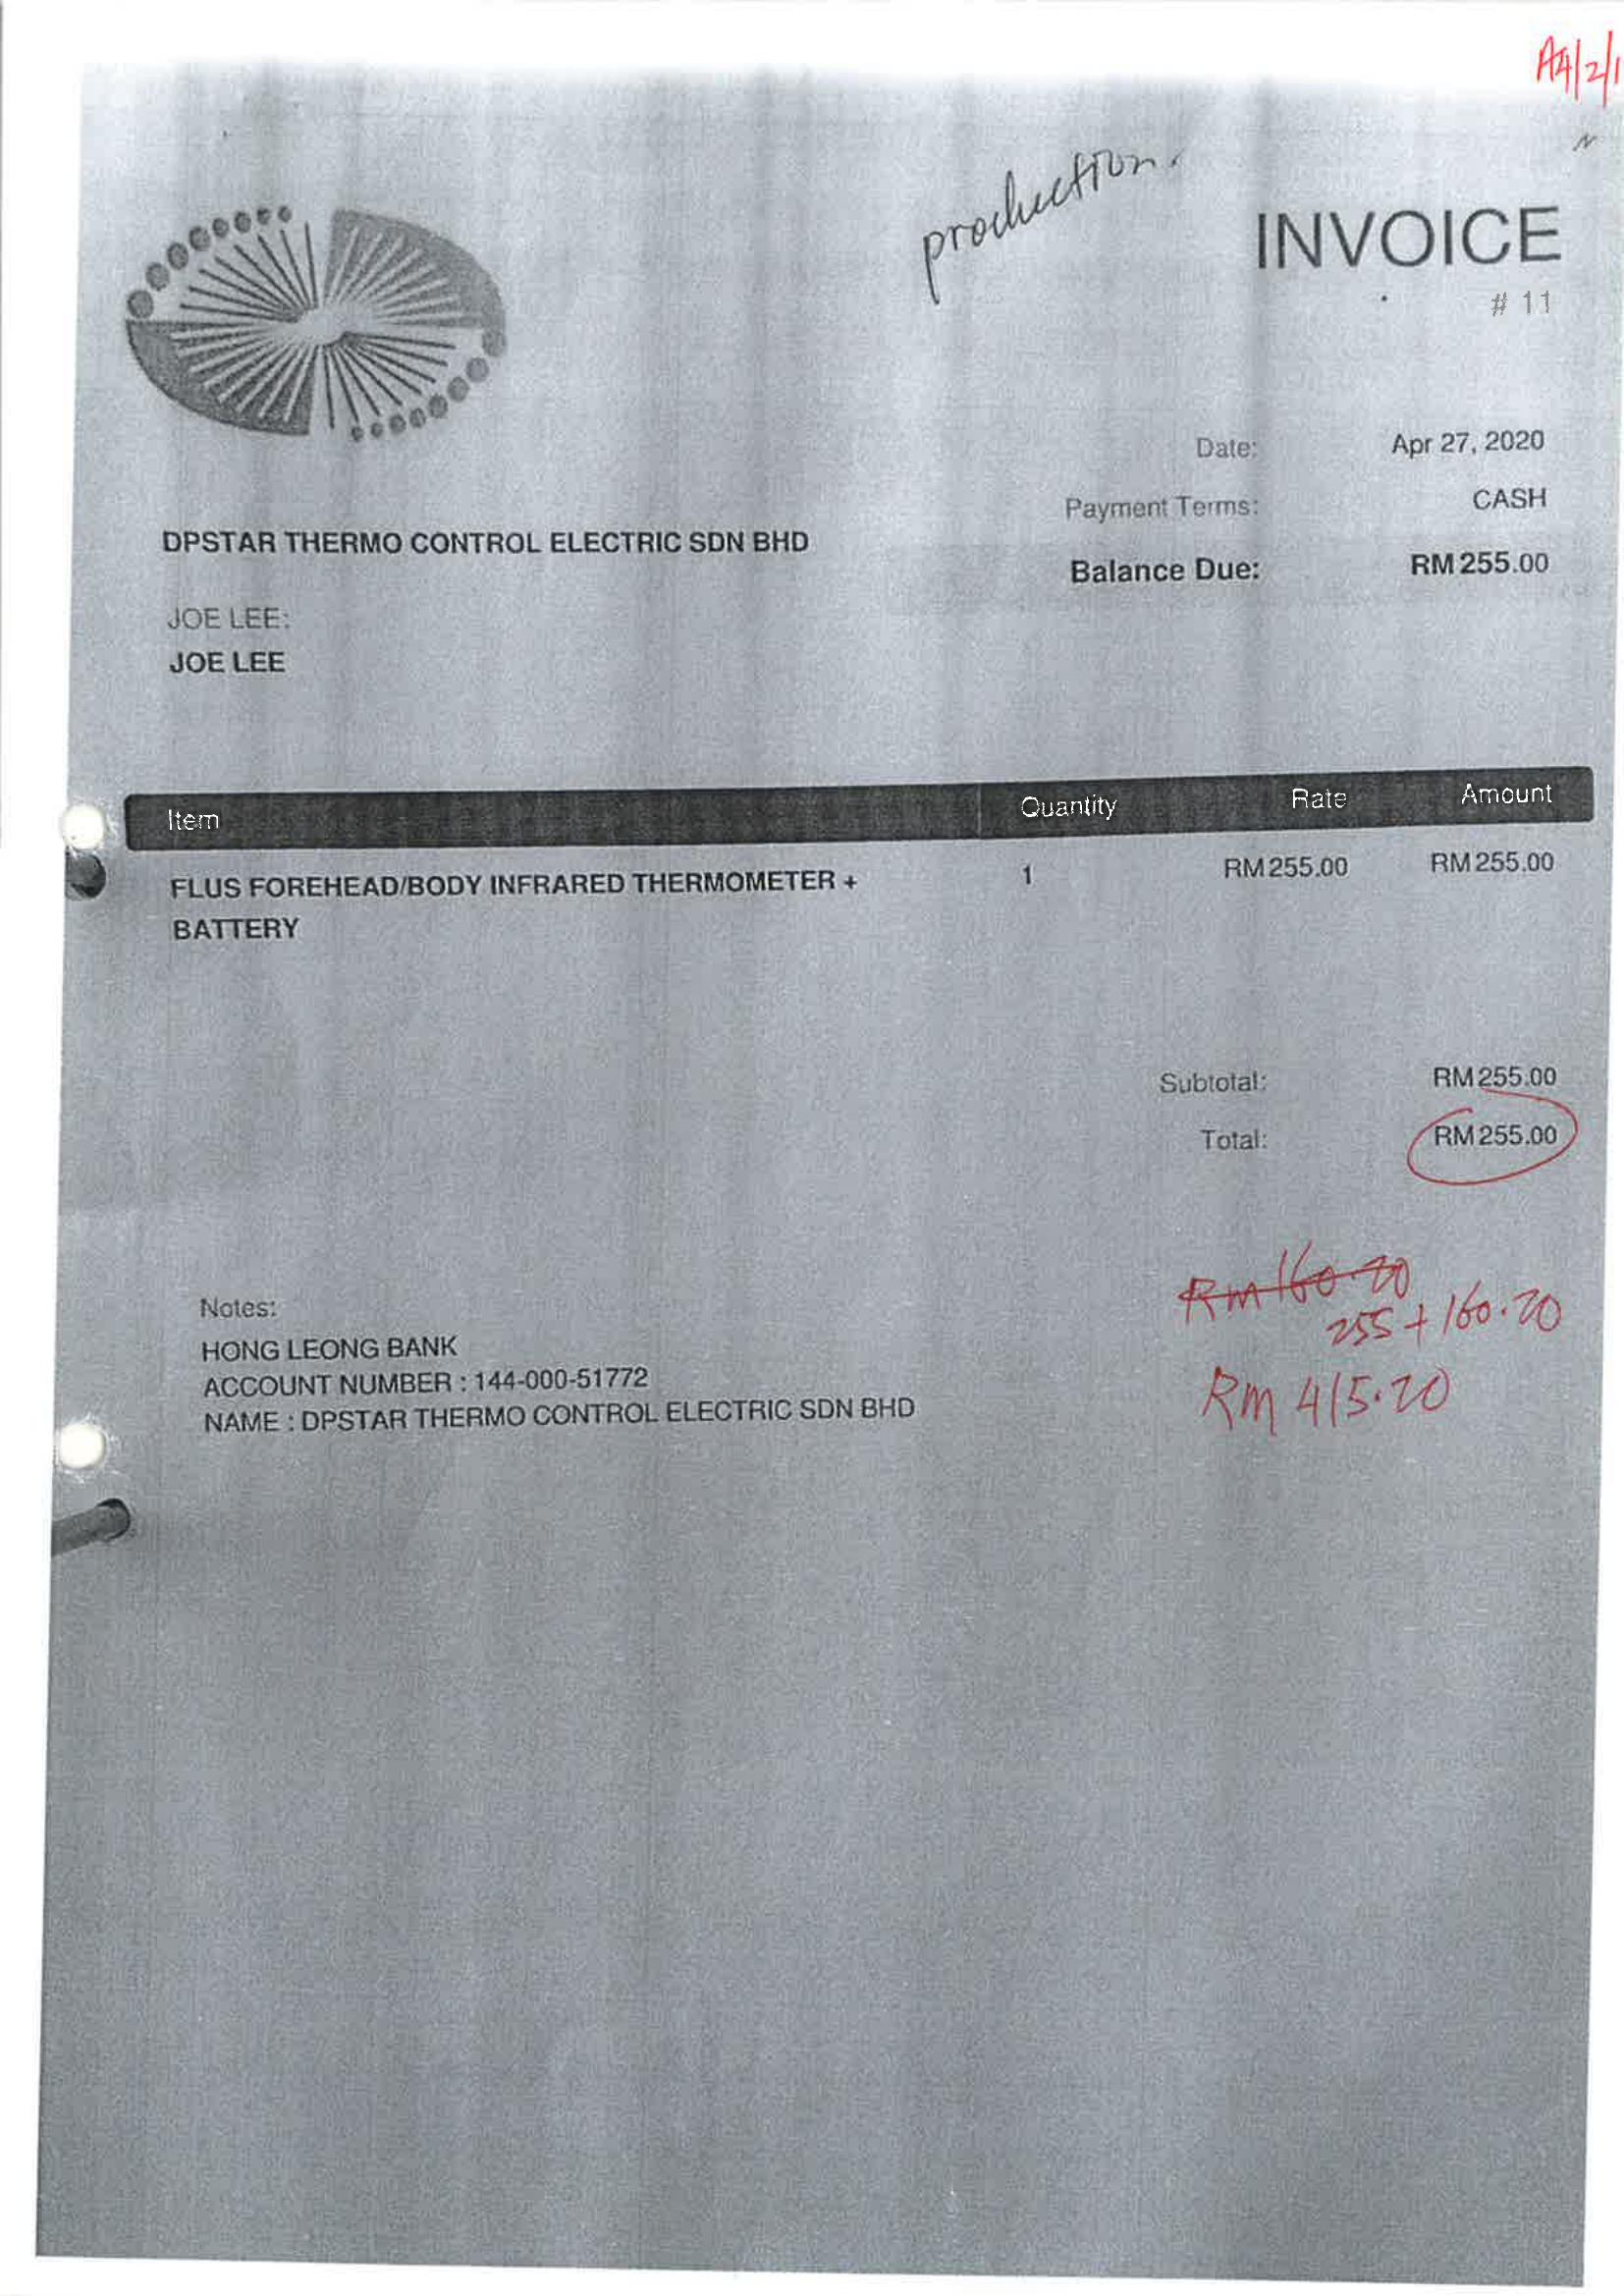 A4/2/1
N
production.
INVOICE
# 11
Date: Apr 27, 2020
Payment Terms: CASH
Balance Due: RM 255.00
DPSTAR THERMO CONTROL ELECTRIC SDN BHD
JOE LEE:
JOE LEE
Item Quantity Rate Amount
FLUS FOREHEAD/BODY INFRARED THERMOMETER + 1 RM 255.00 RM 255.00
BATTERY
Subtotal: RM 255.00
Total: RM 255.00
Rm 160.20
255 + 160.20
Rm 415.20
Notes:
HONG LEONG BANK
ACCOUNT NUMBER : 144-000-51772
NAME : DPSTAR THERMO CONTROL ELECTRIC SDN BHD